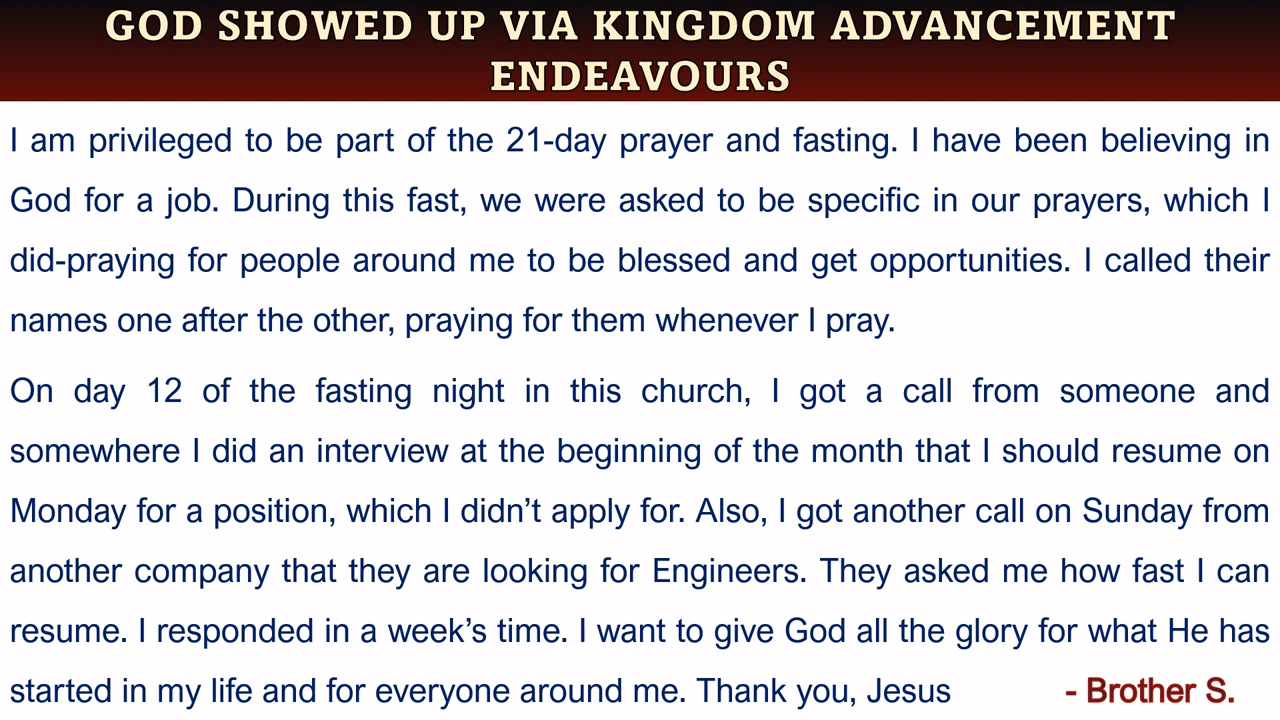 GOD SHOWED UP VIA KINGDOM ADVANCEMENT
ENDEAVOURS
I am privileged to be part of the 21-day prayer and fasting. I have been believing in
God for a job. During this fast, we were asked to be specific in our prayers, which I
did-praying for people around me to be blessed and get opportunities. I called their
names one after the other, praying for them whenever I pray.
On day 12 of the fasting night in this church, I got a call from someone and
somewhere I did an interview at the beginning of the month that I should resume on
Monday for a position, which I didn’t apply for. Also, I got another call on Sunday from
another company that they are looking for Engineers. They asked me how fast I can
resume. I responded in a week’s time. I want to give God all the glory for what He has
started in my life and for everyone around me. Thank you, Jesus - Brother S.